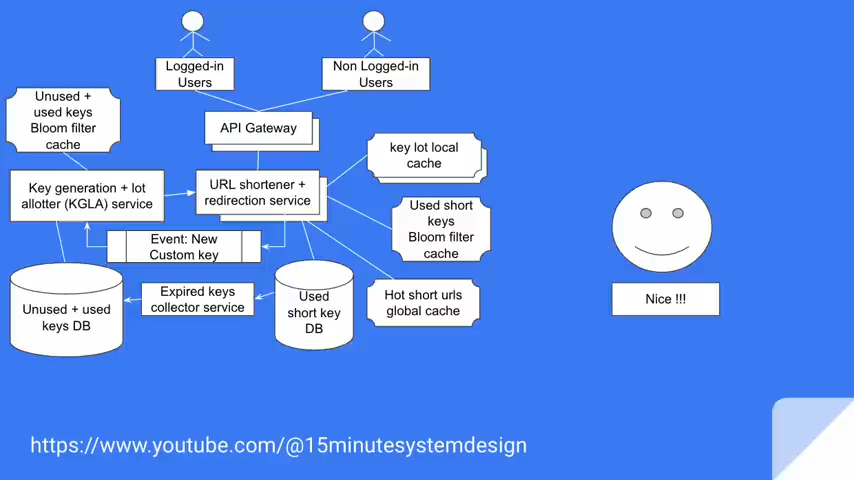 Logged-in
Users
Non Logged-in
Users
Unused +
used keys
Bloom filter
cache
API Gateway
key lot local
cache
Key generation + lot
allotter (KGLA) service
URL shortener +
redirection service
Used short
keys
Bloom filter
cache
Event: New
Custom key
Expired keys
collector service
Unused + used
keys DB
Used
short key
DB
Hot short urls
global cache
Nice !!!
https://www.youtube.com/@15minutesystemdesign